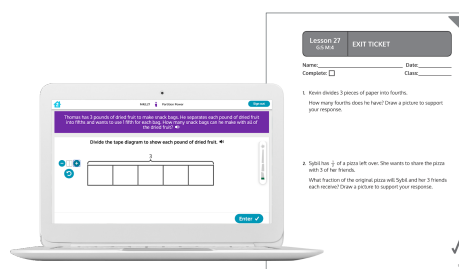 Sign out
Thomas has 3 pounds of dried fruit to make snack bags. He separates each pound of dried fruit
into fifths and wants to use 1 fifth for each bag. How many snack bags can he make with all of
the dried fruit?
Divide the tape diagram to show each pound of dried fruit.
3
Enter ✓
Lesson 27
G5 M4
EXIT TICKET
Name:
Date:
Complete:
Class:
1. Kevin divides 3 pieces of paper into fourths.
How many fourths does he have? Draw a picture to support
your response.
2. Sybil has ½ of a pizza left over. She wants to share the pizza
with 3 of her friends.
What fraction of the original pizza will Sybil and her 3 friends
each receive? Draw a picture to support your response.